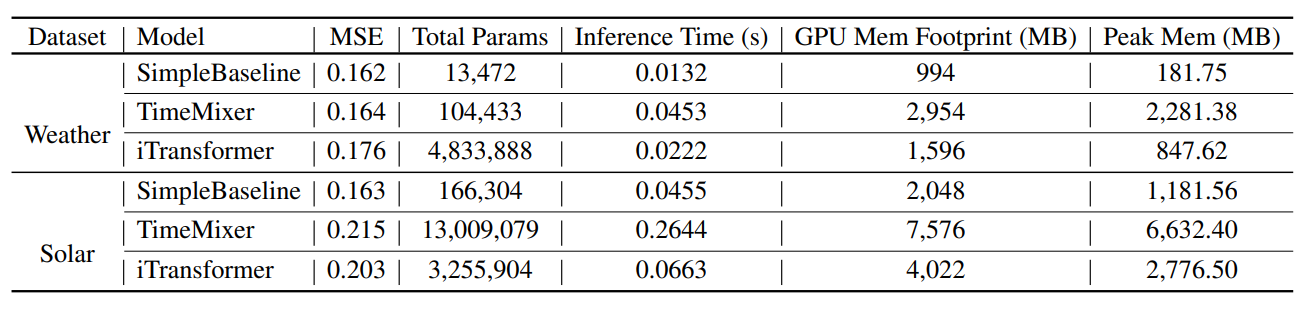 Dataset Model MSE Total Params Inference Time (s) GPU Mem Footprint (MB) Peak Mem (MB)
SimpleBaseline 0.162 13,472 0.0132 994 181.75
TimeMixer 0.164 104,433 0.0453 2,954 2,281.38
Weather
iTransformer 0.176 4,833,888 0.0222 1,596 847.62
SimpleBaseline 0.163 166,304 0.0455 2,048 1,181.56
TimeMixer 0.215 13,009,079 0.2644 7,576 6,632.40
Solar
iTransformer 0.203 3,255,904 0.0663 4,022 2,776.50